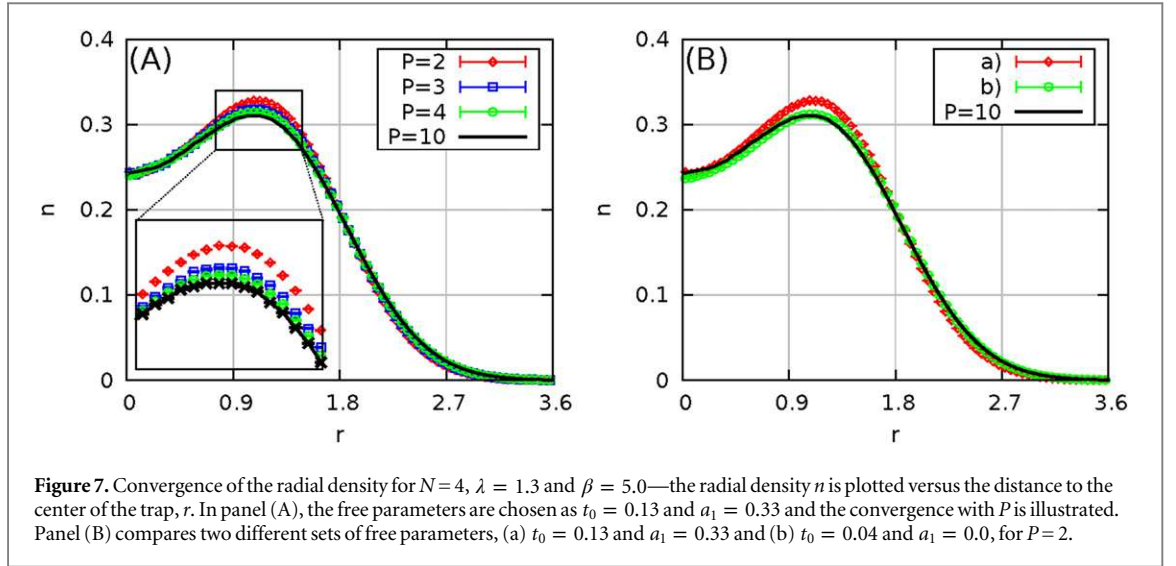 (A)
0.4
0.3
0.2
0.1
0
n
P=2
P=3
P=4
P=10
0 0.9 1.8 2.7 3.6
r
(B)
0.4
0.3
0.2
0.1
0
n
a)
b)
P=10
0 0.9 1.8 2.7 3.6
r
Figure 7. Convergence of the radial density for N = 4, λ = 1.3 and β = 5.0—the radial density n is plotted versus the distance to the
center of the trap, r. In panel (A), the free parameters are chosen as t₀ = 0.13 and a₁ = 0.33 and the convergence with P is illustrated.
Panel (B) compares two different sets of free parameters, (a) t₀ = 0.13 and a₁ = 0.33 and (b) t₀ = 0.04 and a₁ = 0.0, for P = 2.